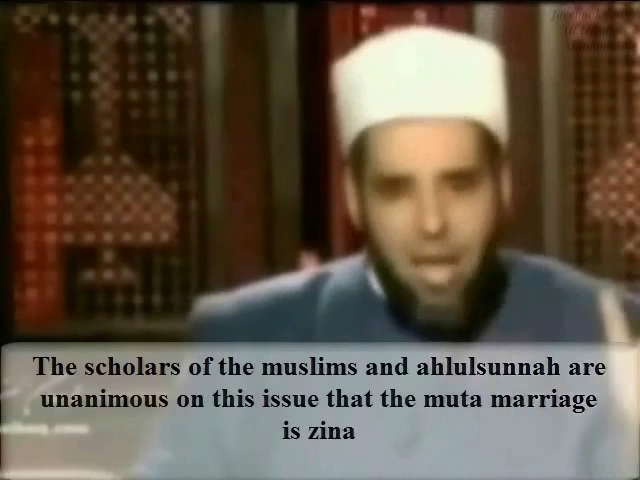 The scholars of the muslims and ahlulsunnah are
unanimous on this issue that the muta marriage
is zina